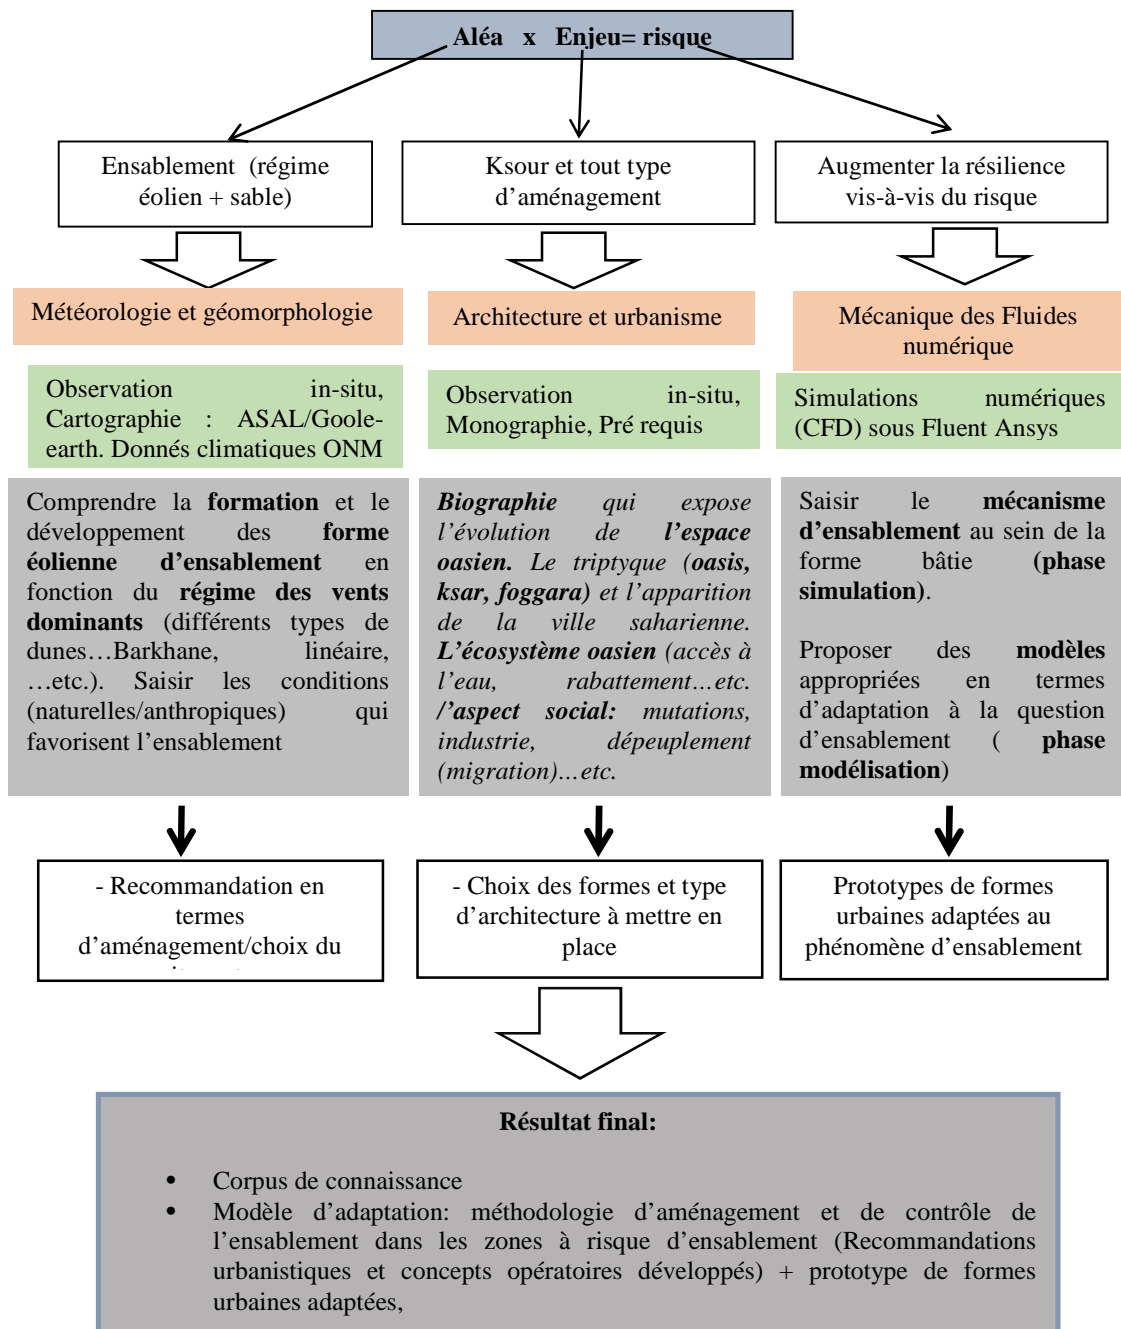 Aléa x Enjeu= risque
Ensablement (régime
éolien + sable)
Ksour et tout type
d’aménagement
Augmenter la résilience
vis-à-vis du risque
Météorologie et géomorphologie
Architecture et urbanisme
Mécanique des Fluides
numérique
Observation in-situ,
Cartographie : ASAL/Goole-
earth. Donnés climatiques ONM
Observation in-situ,
Monographie, Pré requis
Simulations numériques
(CFD) sous Fluent Ansys
Comprendre la formation et le
développement des forme
éolienne d’ensablement en
fonction du régime des vents
dominants (différents types de
dunes…Barkhane, linéaire,
…etc.). Saisir les conditions
(naturelles/anthropiques) qui
favorisent l’ensablement
Biographie qui expose
l’évolution de l’espace
oasien. Le triptyque (oasis,
ksar, foggara) et l’apparition
de la ville saharienne.
L’écosystème oasien (accès à
l’eau, rabattement…etc.
/’aspect social: mutations,
industrie, dépeuplement
(migration)…etc.
Saisir le mécanisme
d’ensablement au sein de la
forme bâtie (phase
simulation).
Proposer des modèles
appropriées en termes
d’adaptation à la question
d’ensablement ( phase
modélisation)
- Recommandation en
termes
d’aménagement/choix du
- Choix des formes et type
d’architecture à mettre en
place
Prototypes de formes
urbaines adaptées au
phénomène d’ensablement
Résultat final:
• Corpus de connaissance
• Modèle d’adaptation: méthodologie d’aménagement et de contrôle de
l’ensablement dans les zones à risque d’ensablement (Recommandations
urbanistiques et concepts opératoires développés) + prototype de formes
urbaines adaptées,